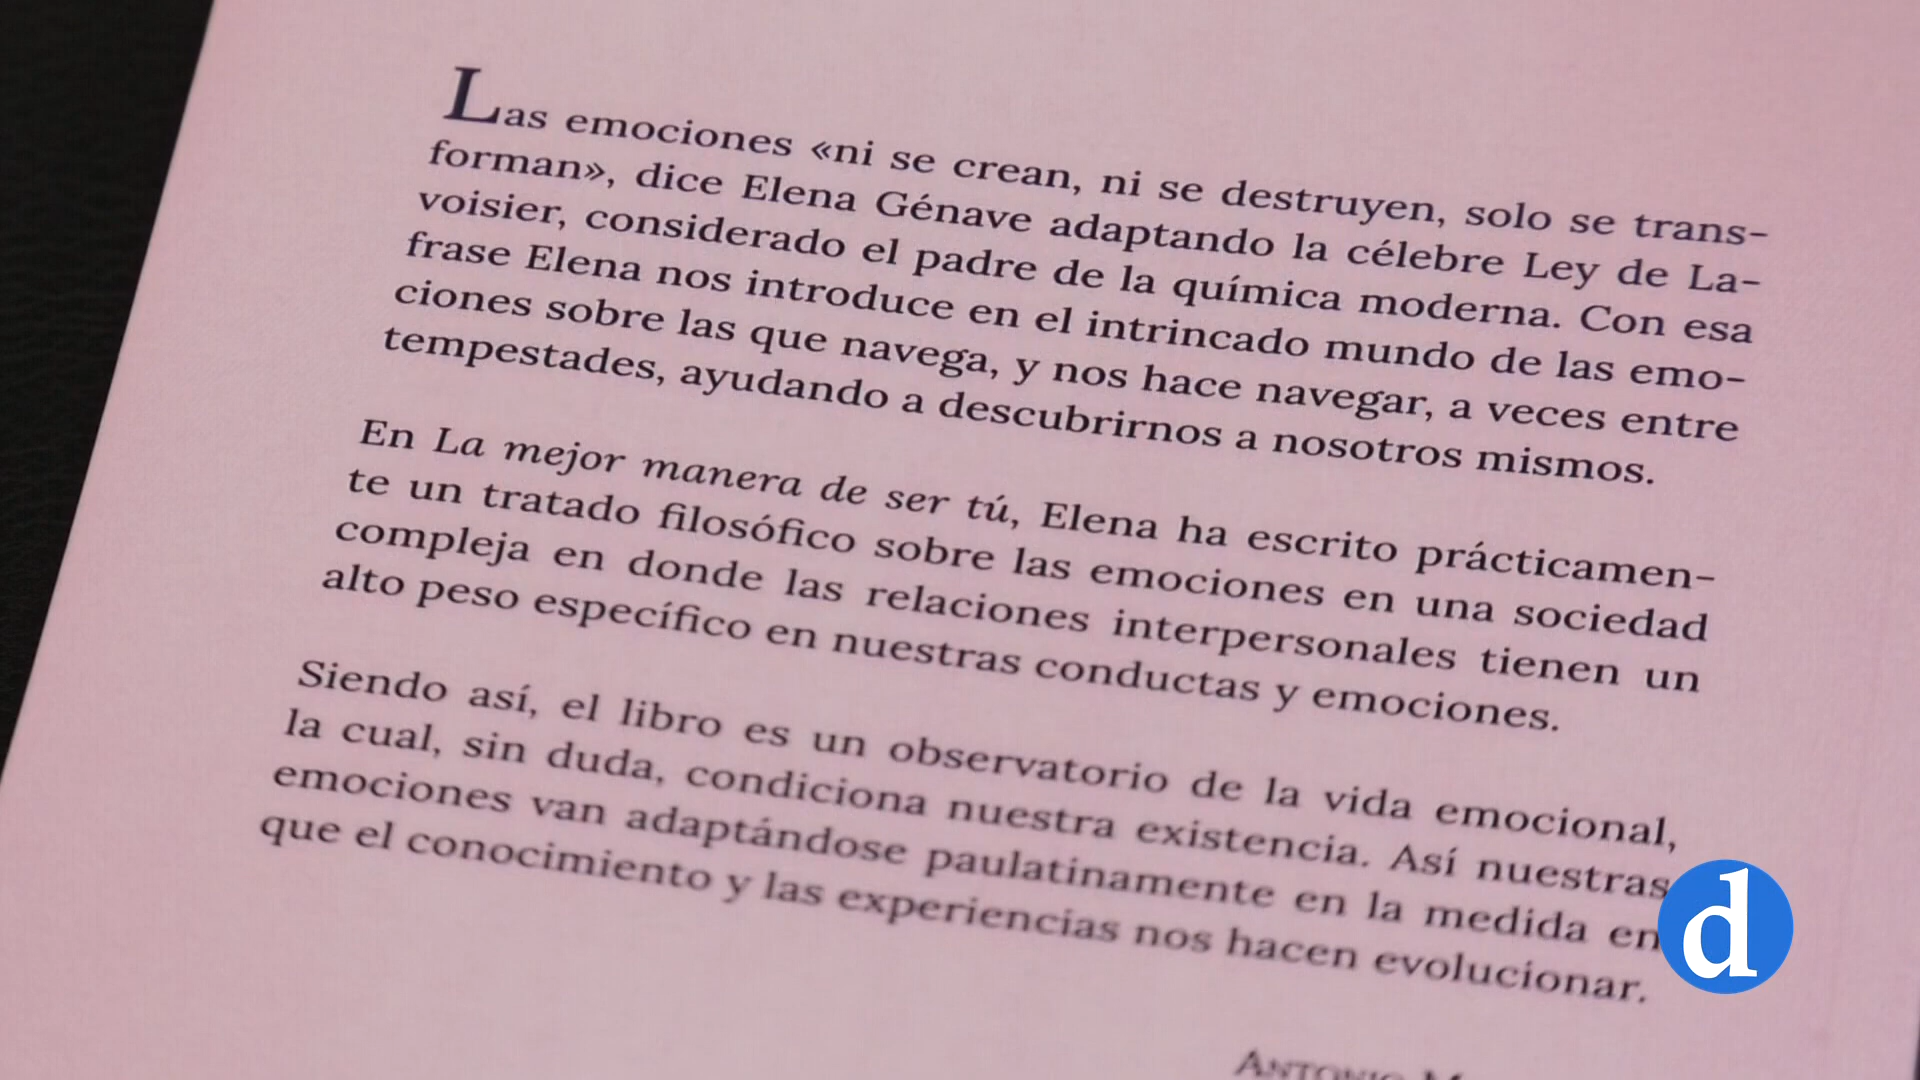 Las emociones «ni se crean, ni se destruyen, solo se trans-
forman», dice Elena Génave adaptando la célebre Ley de La-
voisier, considerado el padre de la química moderna. Con esa
frase Elena nos introduce en el intrincado mundo de las emo-
ciones sobre las que navega, y nos hace navegar, a veces entre
tempestades, ayudando a descubrirnos a nosotros mismos.
En La mejor manera de ser tú, Elena ha escrito prácticamen-
te un tratado filosófico sobre las emociones en una sociedad
compleja en donde las relaciones interpersonales tienen un
alto peso específico en nuestras conductas y emociones.
Siendo así, el libro es un observatorio de la vida emocional,
la cual, sin duda, condiciona nuestra existencia. Así nuestras
emociones van adaptándose paulatinamente en la medida en
que el conocimiento y las experiencias nos hacen evolucionar.
d
Antonio